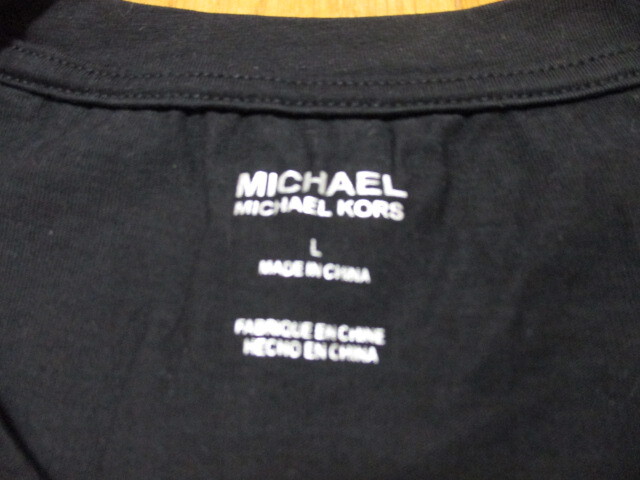 MICHAEL
MICHAEL KORS
L
MADE IN CHINA
FABRIQUE EN CHINE
HECHO EN CHINA